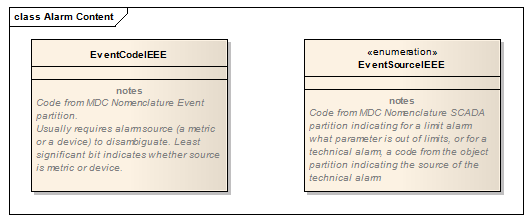 class Alarm Content
EventCodeIEEE
notes
Code from MDC Nomenclature Event
partition.
Usually requires alarmsource (a metric
or a device) to disambiguate. Least
significant bit indicates whether source
is metric or device.
«enumeration»
EventSourceIEEE
notes
Code from MDC Nomenclature SCADA
partition indicating for a limit alarm
what parameter is out of limits, or for a
technical alarm, a code from the object
partition indicating the source of the
technical alarm